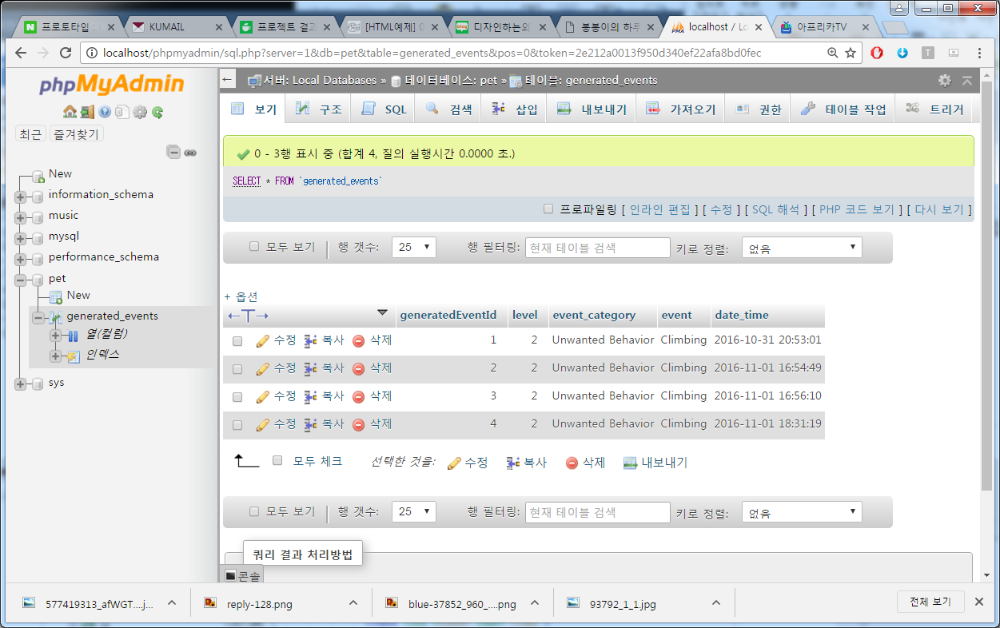 프로토타입 :
KUMAIL
프로젝트 결고
[HTML예제]
디자인하는의
봉봉이의 하루
localhost / Lo
아프리카TV
localhost/phpmyadmin/sql.php?server=1&db=pet&table=generated_events&pos=0&token=2e212a0013f950d340ef22afa8bd0fec
phpMyAdmin
최근 즐겨찾기
New
information_schema
music
mysql
performance_schema
pet
New
generated_events
열(컬럼)
인덱스
sys
서버: Local Databases » 데이터베이스: pet » 테이블: generated_events
보기 구조 SQL 검색 삽입 내보내기 가져오기 권한 테이블 작업 트리거
0 - 3행 표시 중 (합계 4, 질의 실행시간 0.0000 초.)
SELECT * FROM `generated_events`
프로파일링 [ 인라인 편집 ] [ 수정 ] [ SQL 해석 ] [ PHP 코드 보기 ] [ 다시 보기 ]
모두 보기 행 갯수: 25 행 필터링: 현재 테이블 검색 키로 정렬: 없음
+ 옵션
generatedEventId level event_category event date_time
수정 복사 삭제 1 2 Unwanted Behavior Climbing 2016-10-31 20:53:01
수정 복사 삭제 2 2 Unwanted Behavior Climbing 2016-11-01 16:54:49
수정 복사 삭제 3 2 Unwanted Behavior Climbing 2016-11-01 16:56:10
수정 복사 삭제 4 2 Unwanted Behavior Climbing 2016-11-01 18:31:19
모두 체크 선택한 것을: 수정 복사 삭제 내보내기
모두 보기 행 갯수: 25 행 필터링: 현재 테이블 검색 키로 정렬: 없음
쿼리 결과 처리방법
콘솔
577419313_afWGT....j... reply-128.png blue-37852_960_....png 93792_1_1.jpg 전체 보기